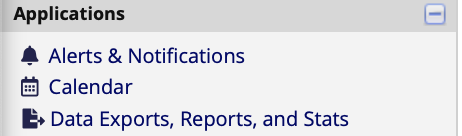 Applications
Alerts & Notifications
Calendar
Data Exports, Reports, and Stats